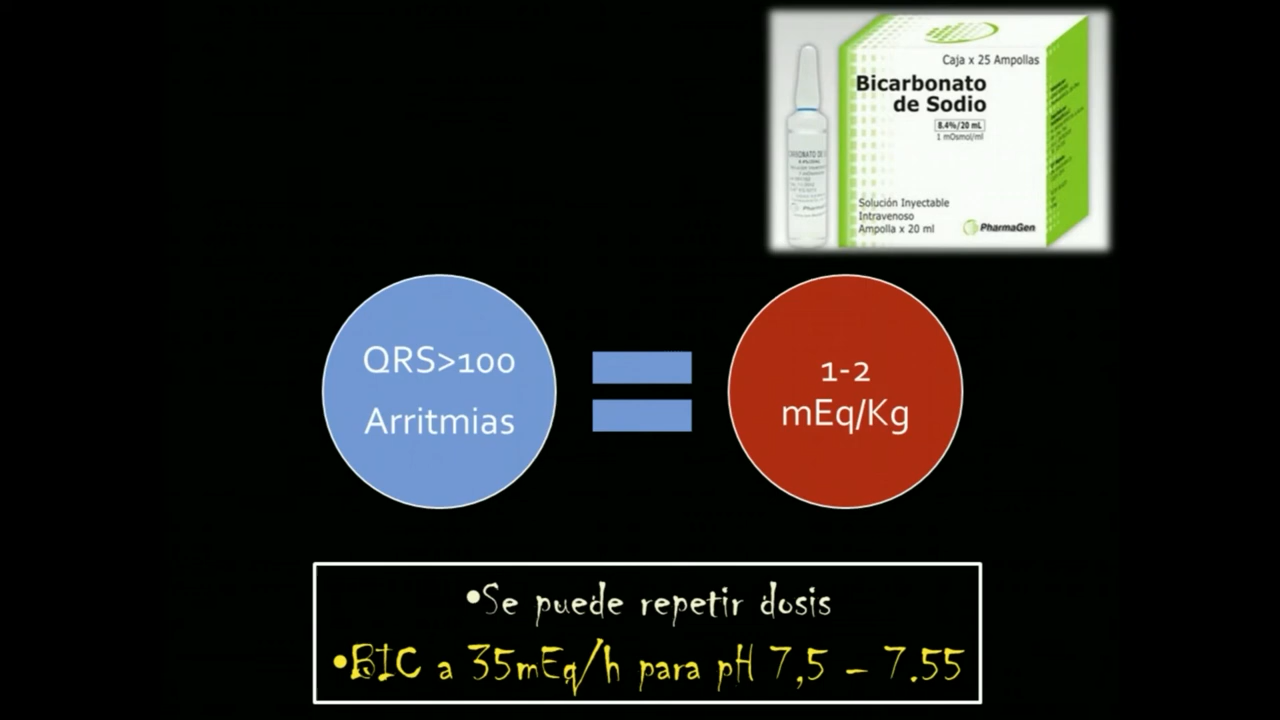 Caja x 25 Ampollas
Bicarbonato
de Sodio
8.4%/20 mL
1 mOsmol/ml
Solución Inyectable
Intravenoso
Ampolla x 20 ml
PharmaGen
QRS>100
Arritmias
1-2
mEq/Kg
•Se puede repetir dosis
•BIC a 35mEq/h para pH 7,5 – 7.55